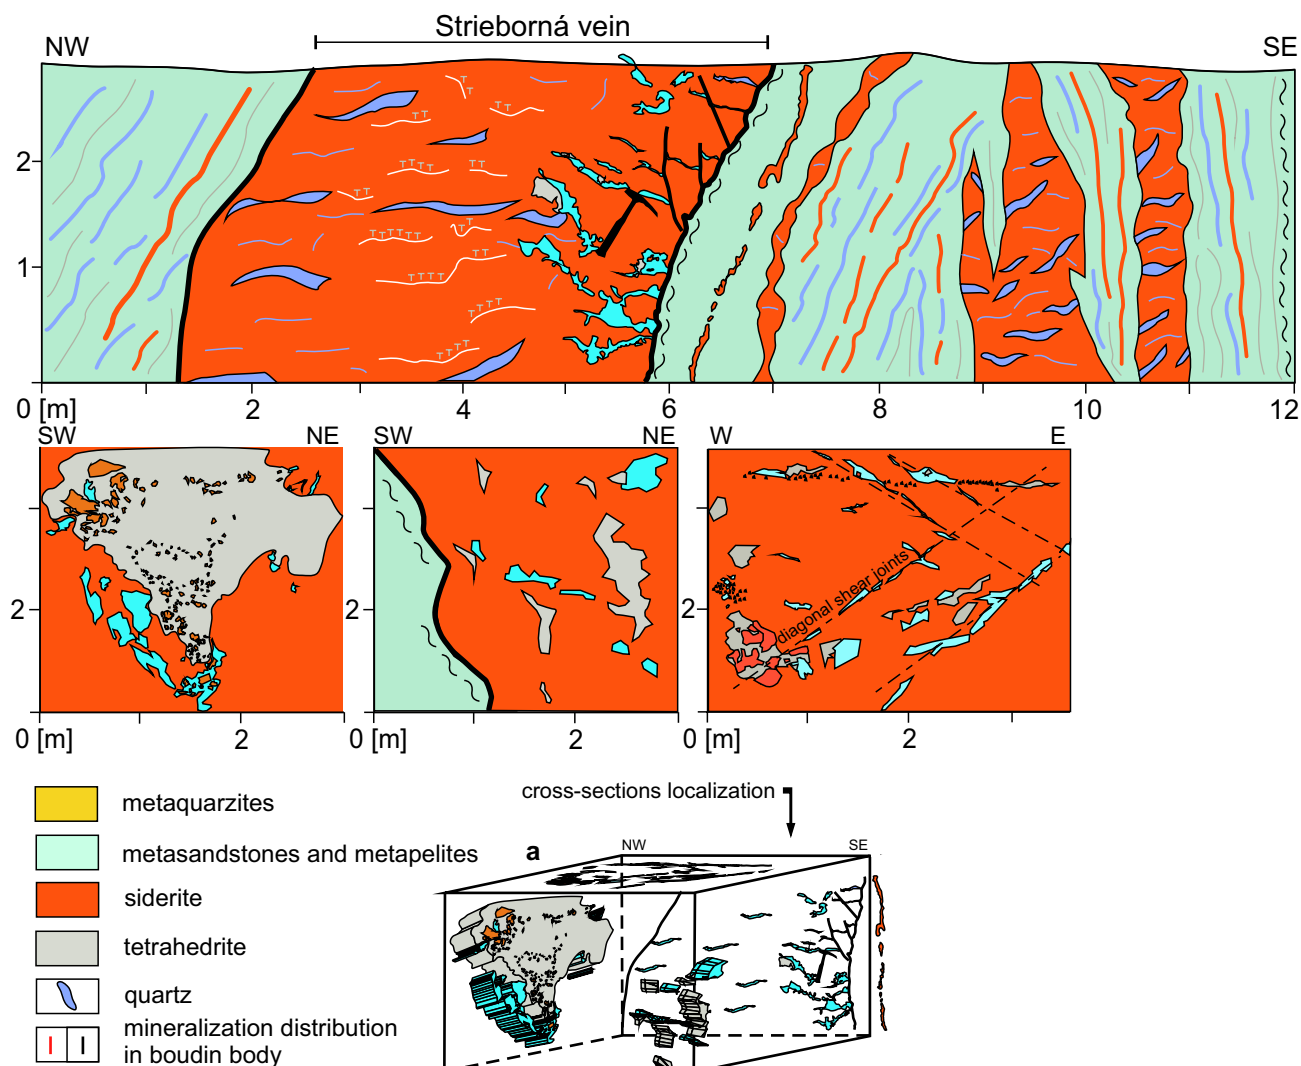 Strieborná vein
NW
SE
2
1
0 [m]
2
4
6
8
10
12
SW
NE
SW
NE
W
E
diagonal shear joints
2
2
2
0 [m]
2
0 [m]
2
0 [m]
2
metaquarzites
metasandstones and metapelites
siderite
tetrahedrite
quartz
mineralization distribution
in boudin body
cross-sections localization
a
NW
SE